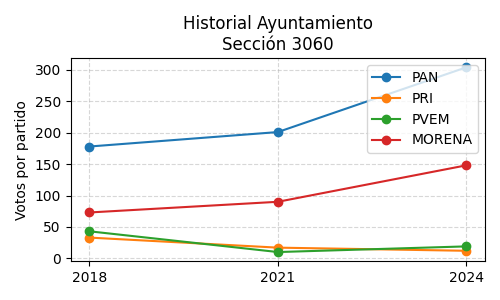 Historial Ayuntamiento
Sección 3060
Votos por partido
300
250
200
150
100
50
0
2018
2021
2024
PAN
PRI
PVEM
MORENA